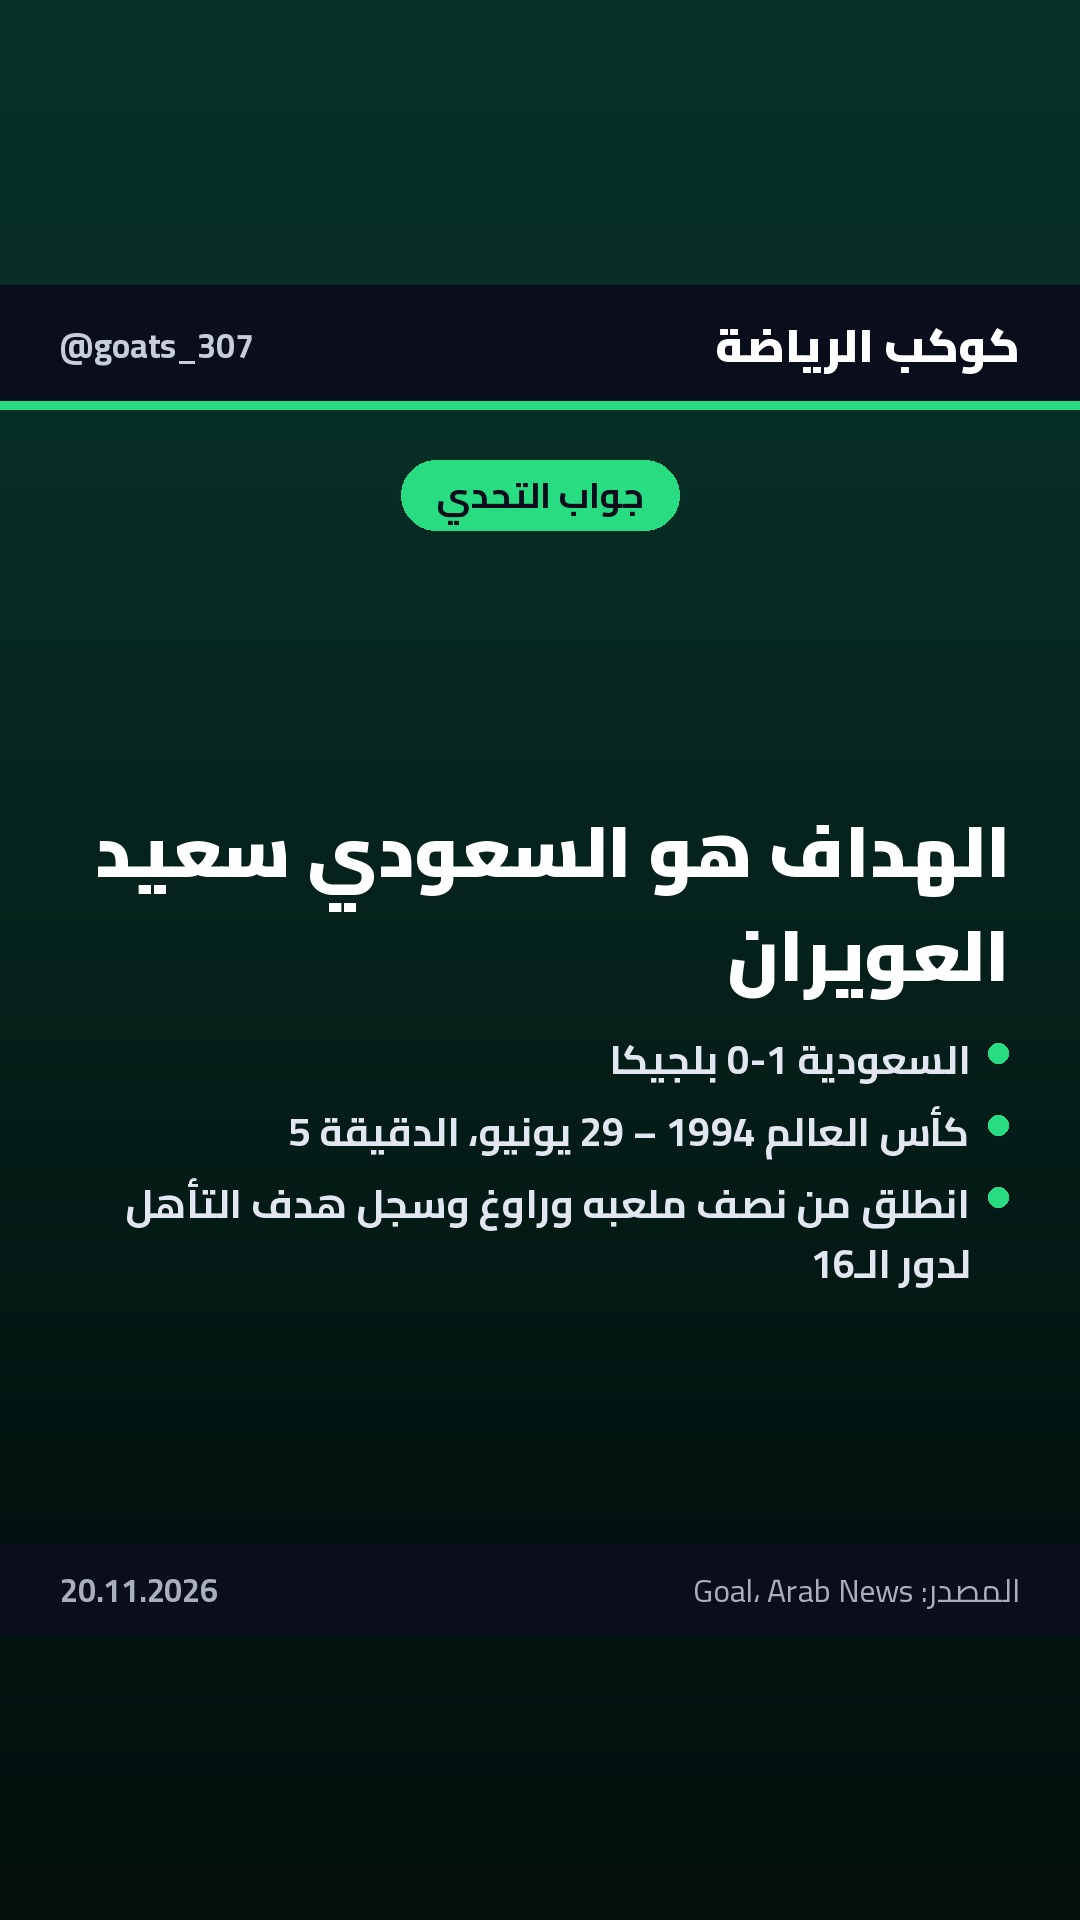 كوكب الرياضة
@goats_307
جواب التحدي
الهداف هو السعودي سعيد
العويران
السعودية 1-0 بلجيكا
كأس العالم 1994 – 29 يونيو، الدقيقة 5
انطلق من نصف ملعبه وراوغ وسجل هدف التأهل
لدور الـ16
المصدر: Goal، Arab News
20.11.2026